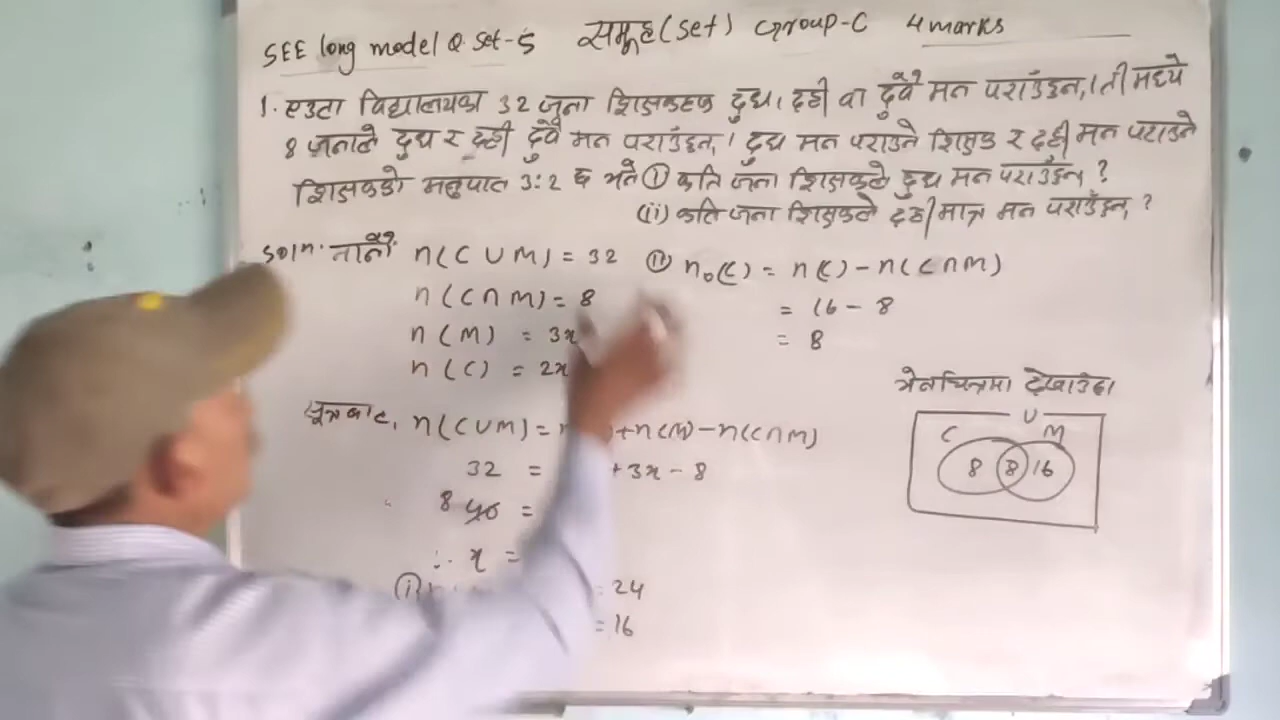 SEE long model Q. Set-5 समूह (Set) Group-C 4 marks
1. एउटा विद्यालयका 32 जना शिक्षकहरू दुध, दही वा दुवै मन पराउँछन् । ती मध्ये
8 जनाले दुध र दही दुवै मन पराउँछन् । दुध मन पराउने शिक्षक र दही मन पराउने
शिक्षकको अनुपात 3:2 छ भने (i) कति जना शिक्षकले दुध मन पराउँछन् ?
(ii) कति जना शिक्षकले दही मात्र मन पराउँछन् ?
Soln. मानौं n(C∪M) = 32
n(C∩M) = 8
n(M) = 3x
n(C) = 2x
सूत्रबाट, n(C∪M) = +n(M)-n(C∩M)
32 = +3x - 8
8 40 =
∴ x =
(i) = 24
= 16
(ii) n₀(C) = n(C) - n(C∩M)
= 16 - 8
= 8
भेनचित्रमा देखाउँदा
U
C M
8 8 16